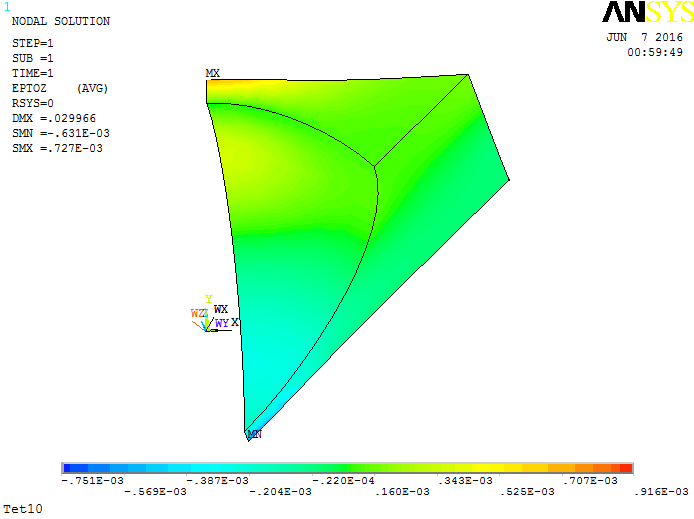 1
ANSYS
NODAL SOLUTION
JUN 7 2016
00:59:49
STEP=1
SUB =1
TIME=1
EPTOZ (AVG)
RSYS=0
DMX =.029966
SMN =-.631E-03
SMX =.727E-03
MX
Y
WZ WX
WY X
MN
-.751E-03 -.387E-03 -.220E-04 .343E-03 .707E-03
-.569E-03 -.204E-03 .160E-03 .525E-03 .916E-03
Tet10